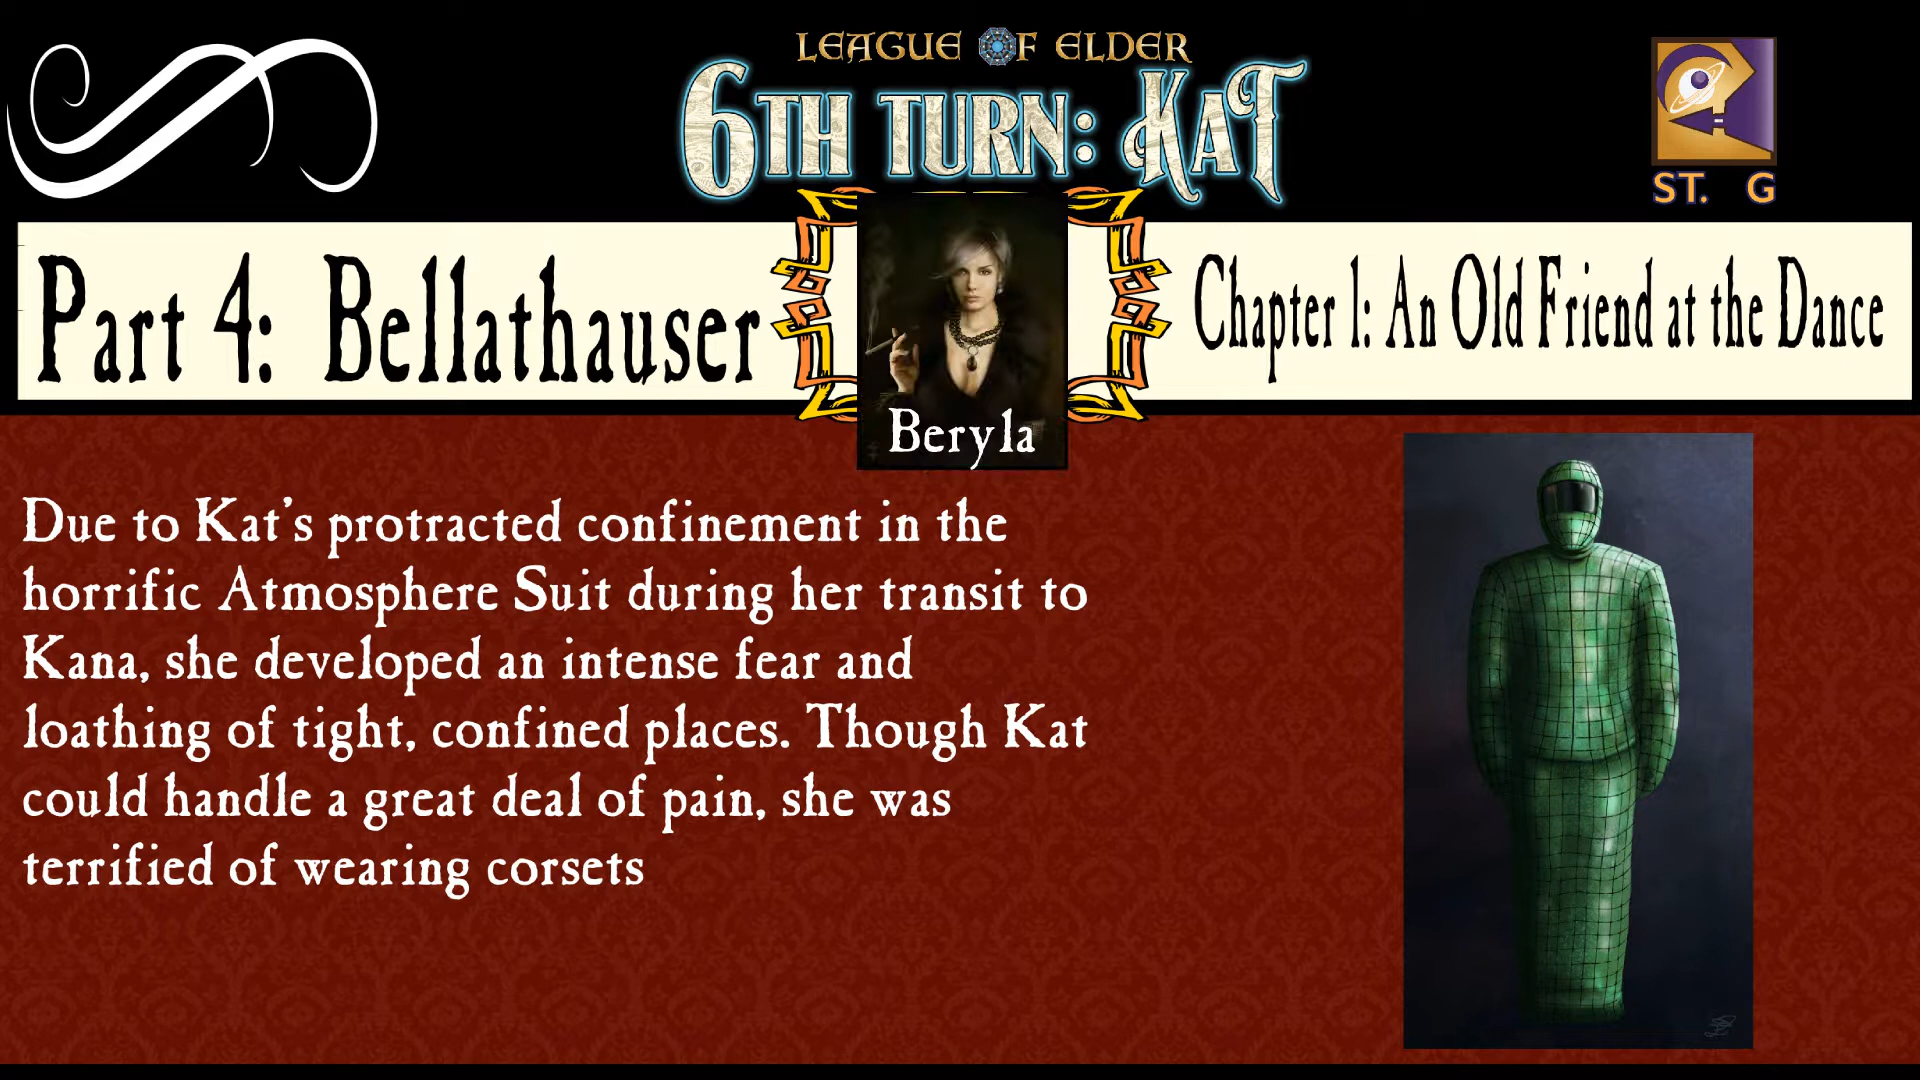 LEAGUE OF ELDER
6TH TURN: KAT
ST. G
Part 4: Bellathauser
Chapter 1: An Old Friend at the Dance
Beryla
Due to Kat's protracted confinement in the
horrific Atmosphere Suit during her transit to
Kana, she developed an intense fear and
loathing of tight, confined places. Though Kat
could handle a great deal of pain, she was
terrified of wearing corsets